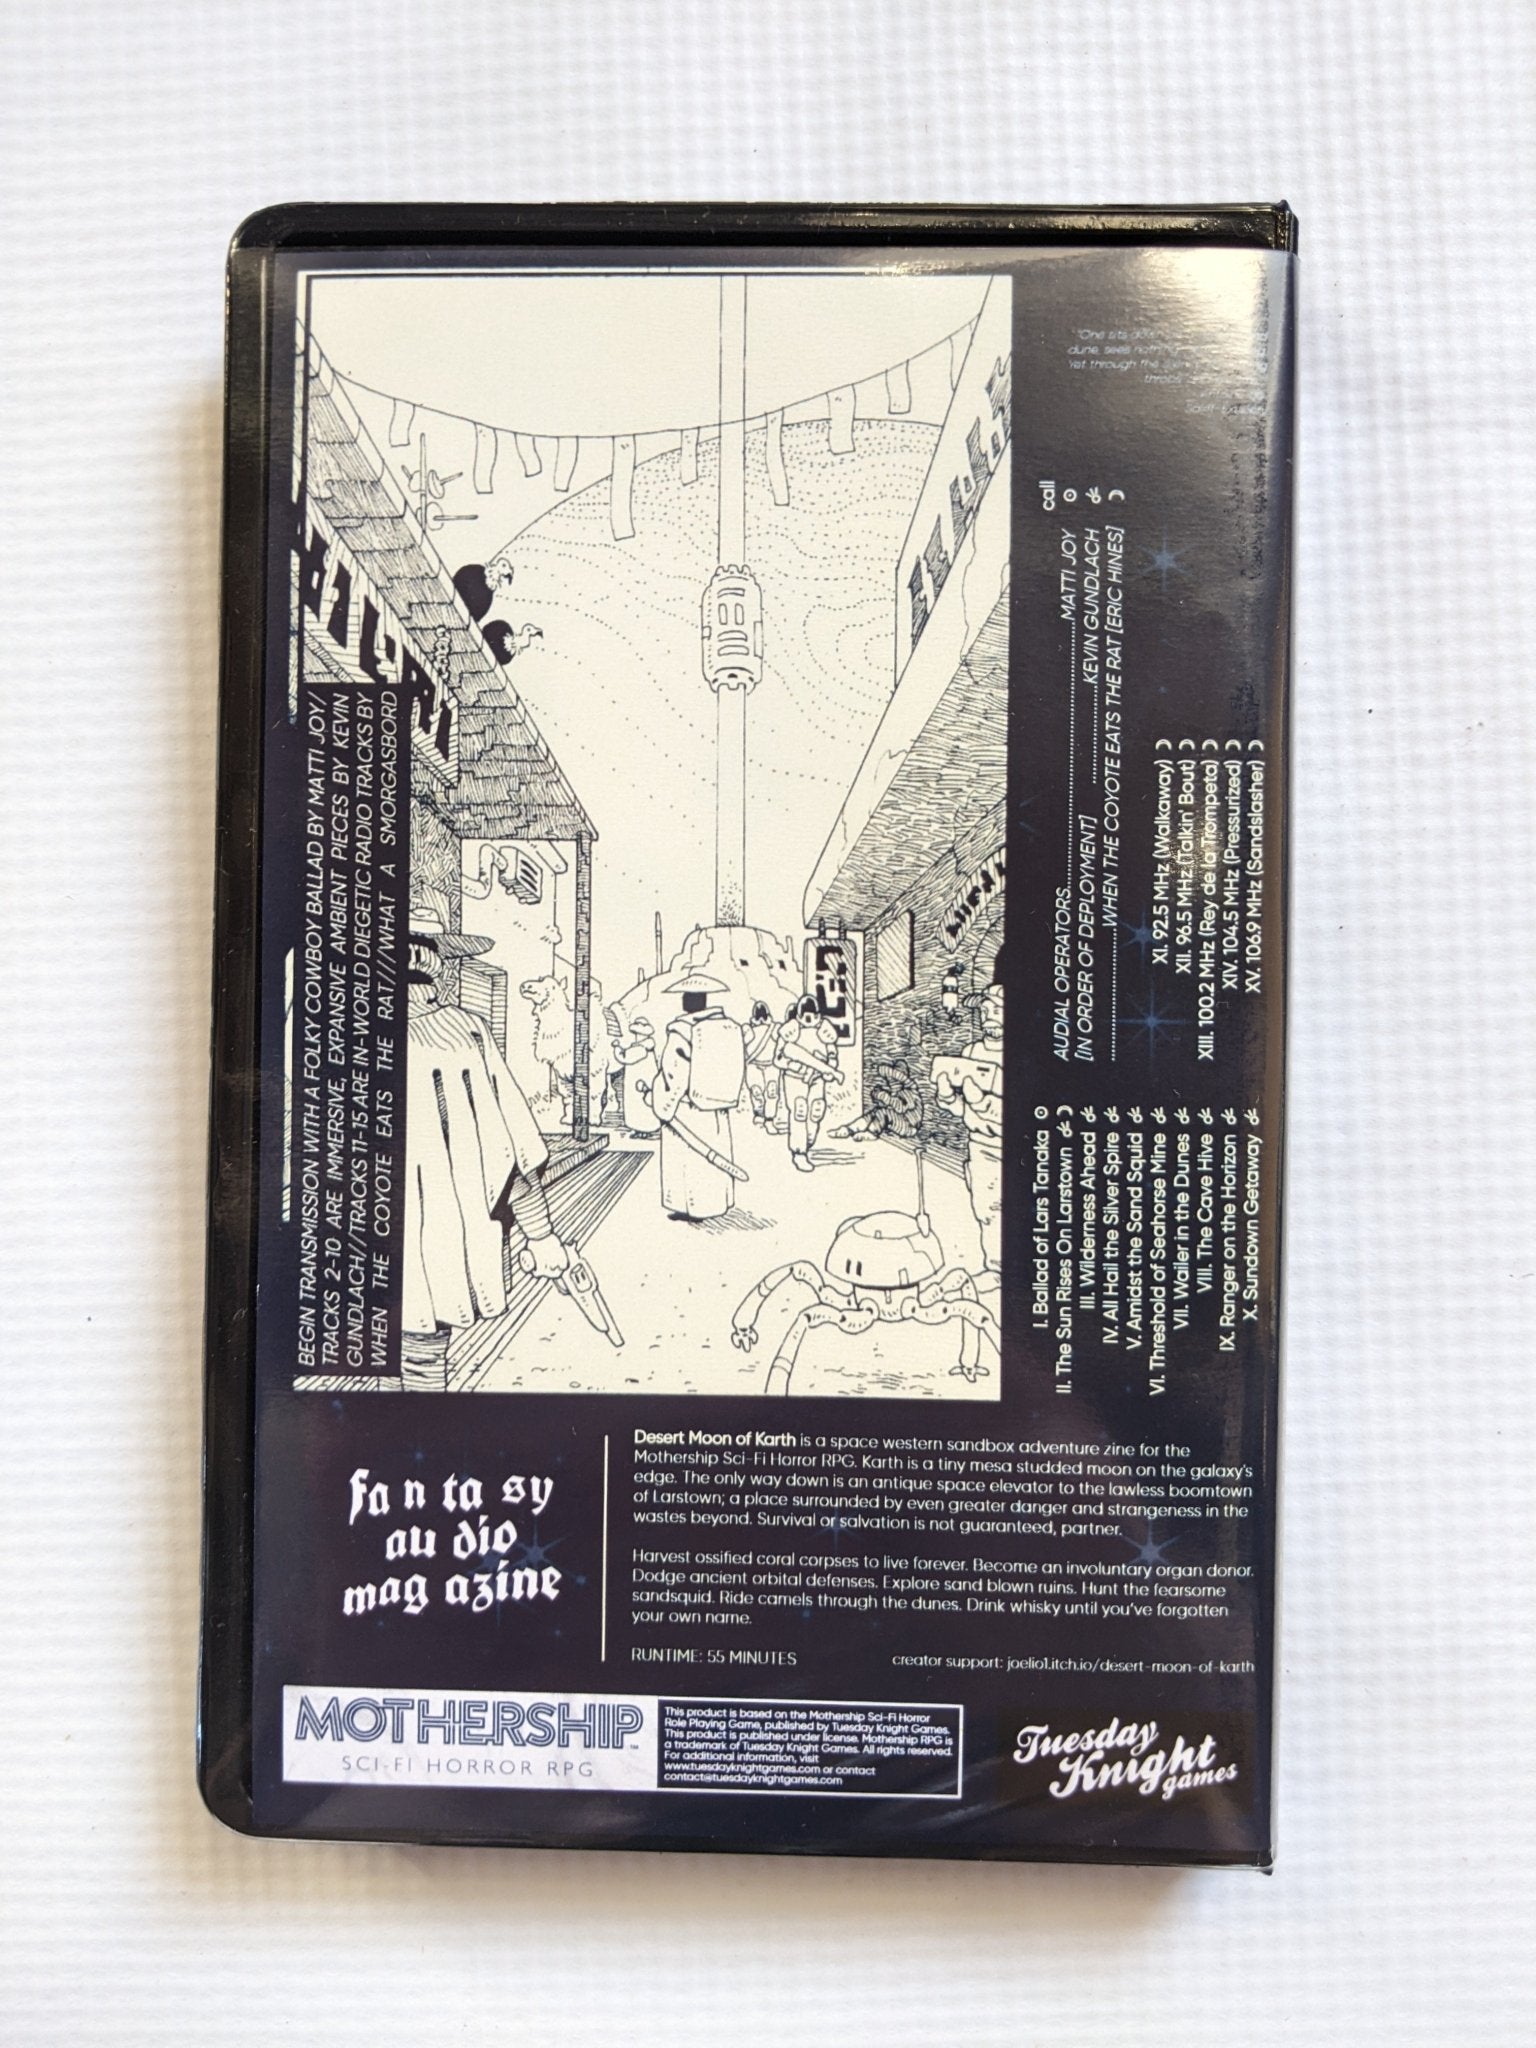 BEGIN TRANSMISSION WITH A FOLKY COWBOY BALLAD BY MATTI JOY/
TRACKS 2-10 ARE IMMERSIVE, EXPANSIVE AMBIENT PIECES BY KEVIN
GUNDLACH//TRACKS 11-15 ARE IN-WORLD DIEGETIC RADIO TRACKS BY
WHEN THE COYOTE EATS THE RAT//WHAT A SMORGASBORD
"One sits do
dune, sees noth
Yet through the
throbs
call
AUDIAL OPERATORS..............................MATTI JOY ⊙
[IN ORDER OF DEPLOYMENT] ..............KEVIN GUNDLACH &
..................WHEN THE COYOTE EATS THE RAT [ERIC HINES] ☽
I. Ballad of Lars Tanaka ⊙
II. The Sun Rises On Larstown & ☽
III. Wilderness Ahead &
IV. All Hail the Silver Spire &
V. Amidst the Sand Squid &
VI. Threshold of Seahorse Mine &
VII. Wailer in the Dunes &
VIII. The Cave Hive &
IX. Ranger on the Horizon &
X. Sundown Getaway &
XI. 92.5 MHz (Walkaway) ☽
XII. 96.5 MHz (Talkin' Bout) ☽
XIII. 100.2 MHz (Rey de la Trompeta) ☽
XIV. 104.5 MHz (Pressurized) ☽
XV. 106.9 MHz (Sandslasher) ☽
fantasy
audio
magazine
Desert Moon of Karth is a space western sandbox adventure zine for the
Mothership Sci-Fi Horror RPG. Karth is a tiny mesa studded moon on the galaxy's
edge. The only way down is an antique space elevator to the lawless boomtown
of Larstown; a place surrounded by even greater danger and strangeness in the
wastes beyond. Survival or salvation is not guaranteed, partner.
Harvest ossified coral corpses to live forever. Become an involuntary organ donor.
Dodge ancient orbital defenses. Explore sand blown ruins. Hunt the fearsome
sandsquid. Ride camels through the dunes. Drink whisky until you've forgotten
your own name.
RUNTIME: 55 MINUTES
creator support: joelio1.itch.io/desert-moon-of-karth
MOTHERSHIP™
SCI-FI HORROR RPG
This product is based on the Mothership Sci-Fi Horror
Role Playing Game, published by Tuesday Knight Games.
This product is published under license. Mothership RPG is
a trademark of Tuesday Knight Games. All rights reserved.
For additional information, visit
www.tuesdayknightgames.com or contact
contact@tuesdayknightgames.com
Tuesday
Knight
games